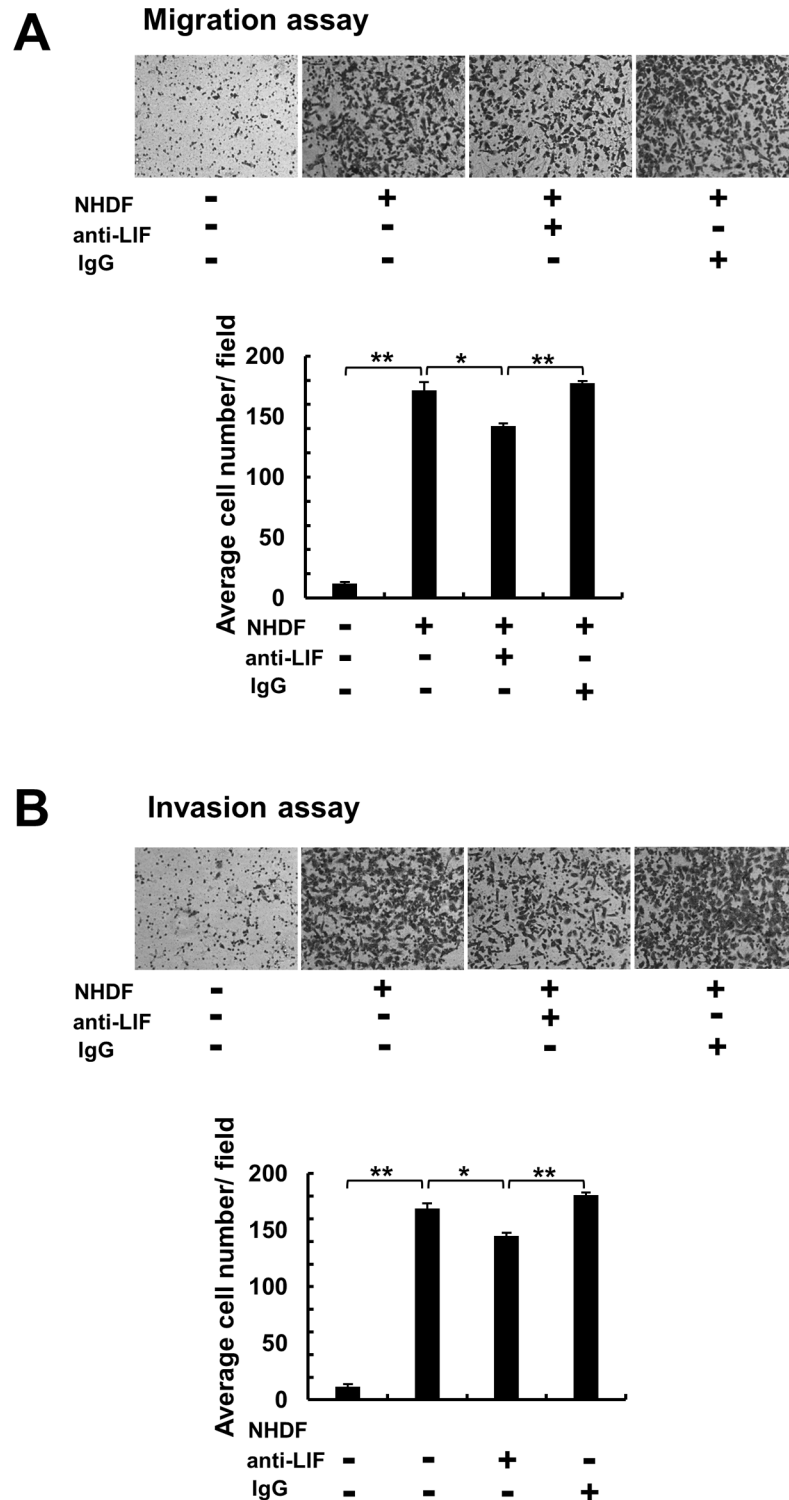 A Migration assay
NHDF - + + +
anti-LIF - - + -
IgG - - - +
Average cell number/ field
200
150
100
50
0
** * **
NHDF - + + +
anti-LIF - - + -
IgG - - - +
B Invasion assay
NHDF - + + +
anti-LIF - - + -
IgG - - - +
Average cell number/ field
200
150
100
50
0
** * **
NHDF
anti-LIF - - + -
IgG - - - +